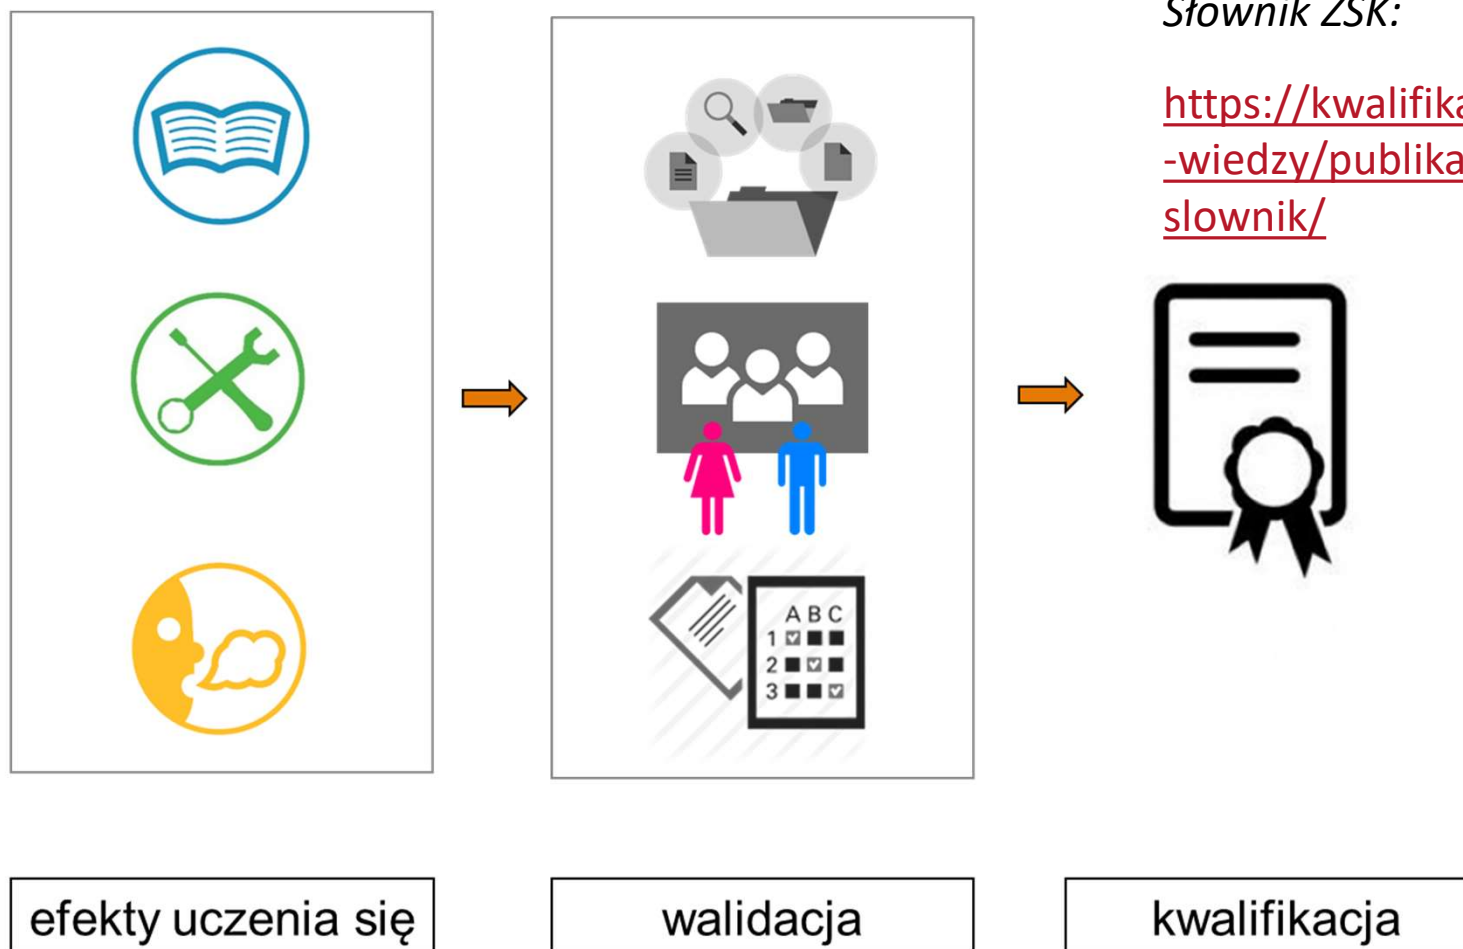 Słownik ZSK:
https://kwalifika
-wiedzy/publika
slownik/
A B C
1
2
3
efekty uczenia się
walidacja
kwalifikacja